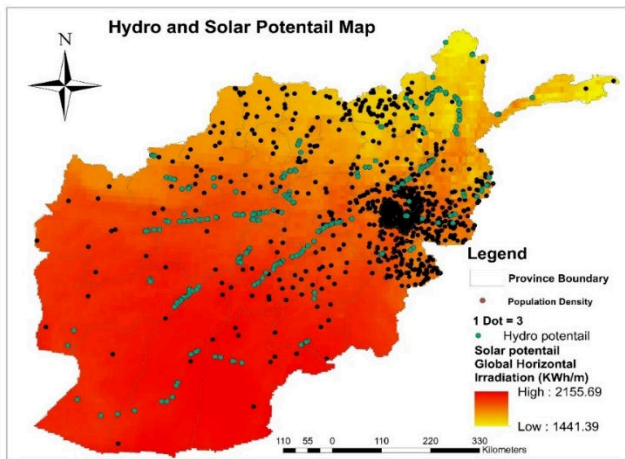 Hydro and Solar Potentail Map
N
Legend
Province Boundary
Population Density
1 Dot = 3
Hydro potentail
Solar potentail
Global Horizontal
Irradiation (KWh/m)
High : 2155.69
Low : 1441.39
110 55 0 110 220 330
Kilometers